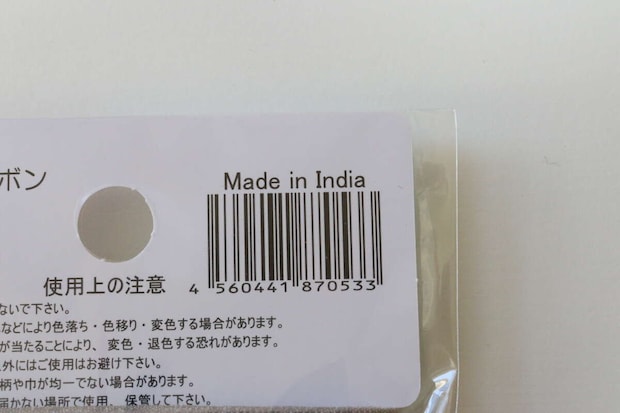 ボン
Made in India
4 560441 870533
使用上の注意
ないで下さい。
などにより色落ち・色移り・変色する場合があります。
が当たることにより、変色・退色する恐れがあります。
外にはご使用はお避け下さい。
柄や巾が均一でない場合があります。
届かない場所で使用、保管して下さい。